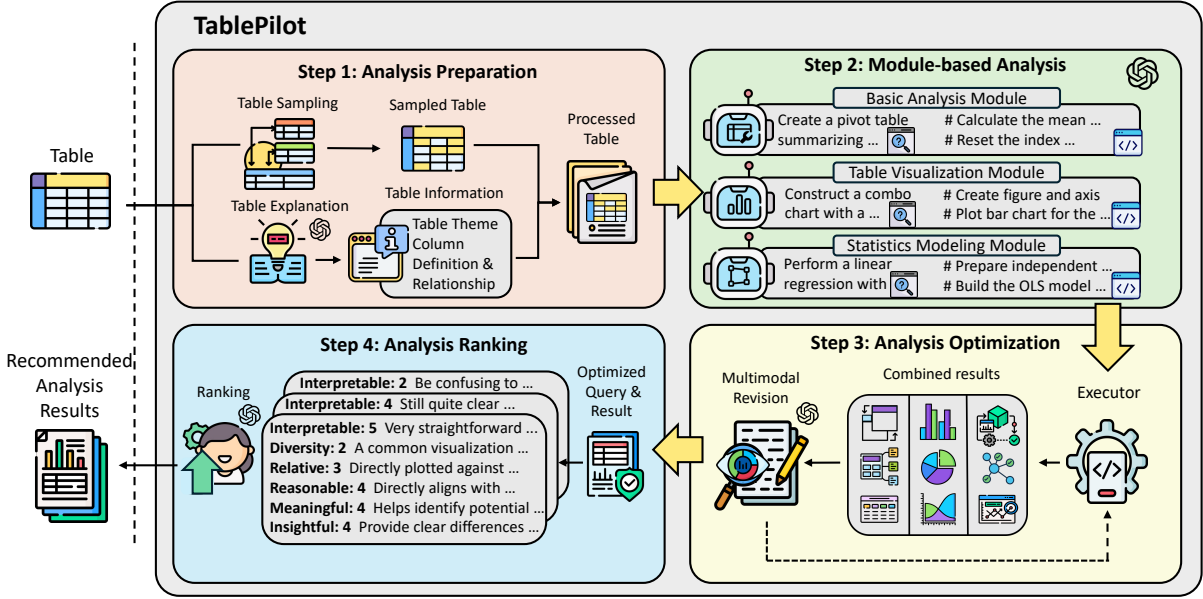 TablePilot
Table
Recommended
Analysis
Results
Step 1: Analysis Preparation
Table Sampling
Sampled Table
Processed
Table
Table Explanation
Table Information
Table Theme
Column
Definition &
Relationship
Step 2: Module-based Analysis
Basic Analysis Module
Create a pivot table
summarizing ...
# Calculate the mean ...
# Reset the index ...
Table Visualization Module
Construct a combo
chart with a ...
# Create figure and axis
# Plot bar chart for the ...
Statistics Modeling Module
Perform a linear
regression with
# Prepare independent ...
# Build the OLS model ...
Step 3: Analysis Optimization
Multimodal
Revision
Combined results
Executor
Step 4: Analysis Ranking
Ranking
Interpretable: 2 Be confusing to ...
Interpretable: 4 Still quite clear ...
Interpretable: 5 Very straightforward ...
Diversity: 2 A common visualization ...
Relative: 3 Directly plotted against ...
Reasonable: 4 Directly aligns with ...
Meaningful: 4 Helps identify potential ...
Insightful: 4 Provide clear differences ...
Optimized
Query &
Result